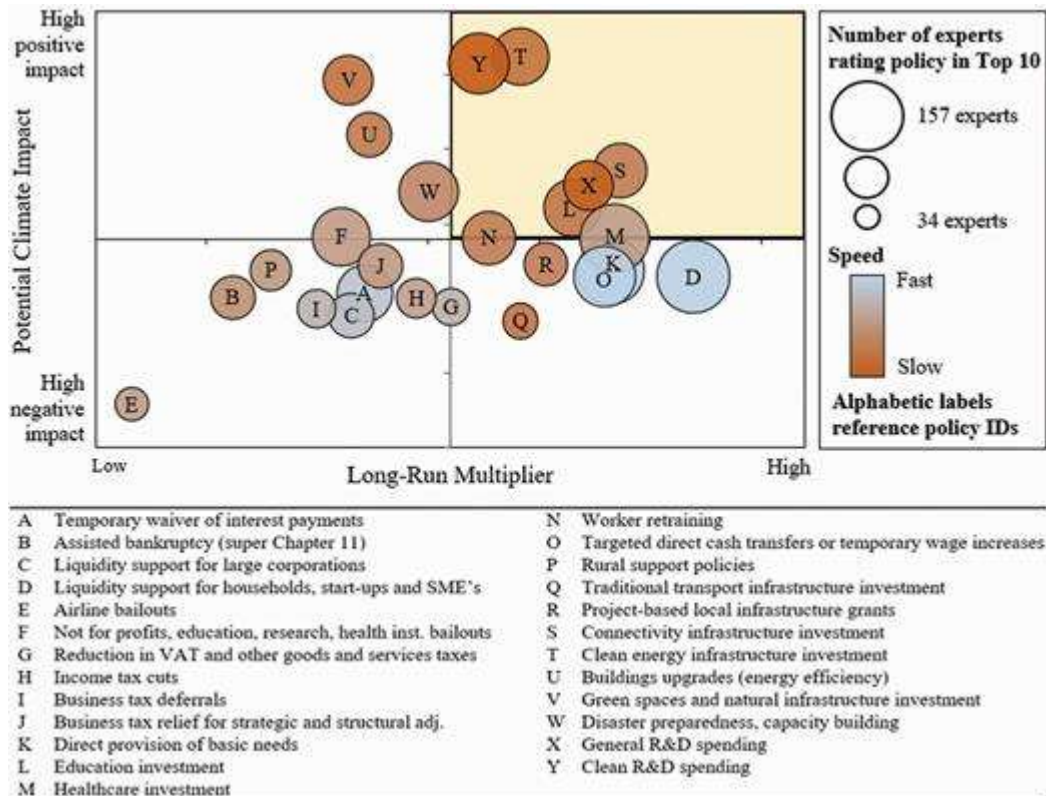 High
positive
impact
Potential Climate Impact
High
negative
impact
Y
T
V
U
S
X
L
W
F
N
M
J
R
K
P
O
D
A
B
H
I
G
C
Q
E
Low
Long-Run Multiplier
High
Number of experts
rating policy in Top 10
157 experts
34 experts
Speed
Fast
Slow
Alphabetic labels
reference policy IDs
A Temporary waiver of interest payments
B Assisted bankruptcy (super Chapter 11)
C Liquidity support for large corporations
D Liquidity support for households, start-ups and SME's
E Airline bailouts
F Not for profits, education, research, health inst. bailouts
G Reduction in VAT and other goods and services taxes
H Income tax cuts
I Business tax deferrals
J Business tax relief for strategic and structural adj.
K Direct provision of basic needs
L Education investment
M Healthcare investment
N Worker retraining
O Targeted direct cash transfers or temporary wage increases
P Rural support policies
Q Traditional transport infrastructure investment
R Project-based local infrastructure grants
S Connectivity infrastructure investment
T Clean energy infrastructure investment
U Buildings upgrades (energy efficiency)
V Green spaces and natural infrastructure investment
W Disaster preparedness, capacity building
X General R&D spending
Y Clean R&D spending